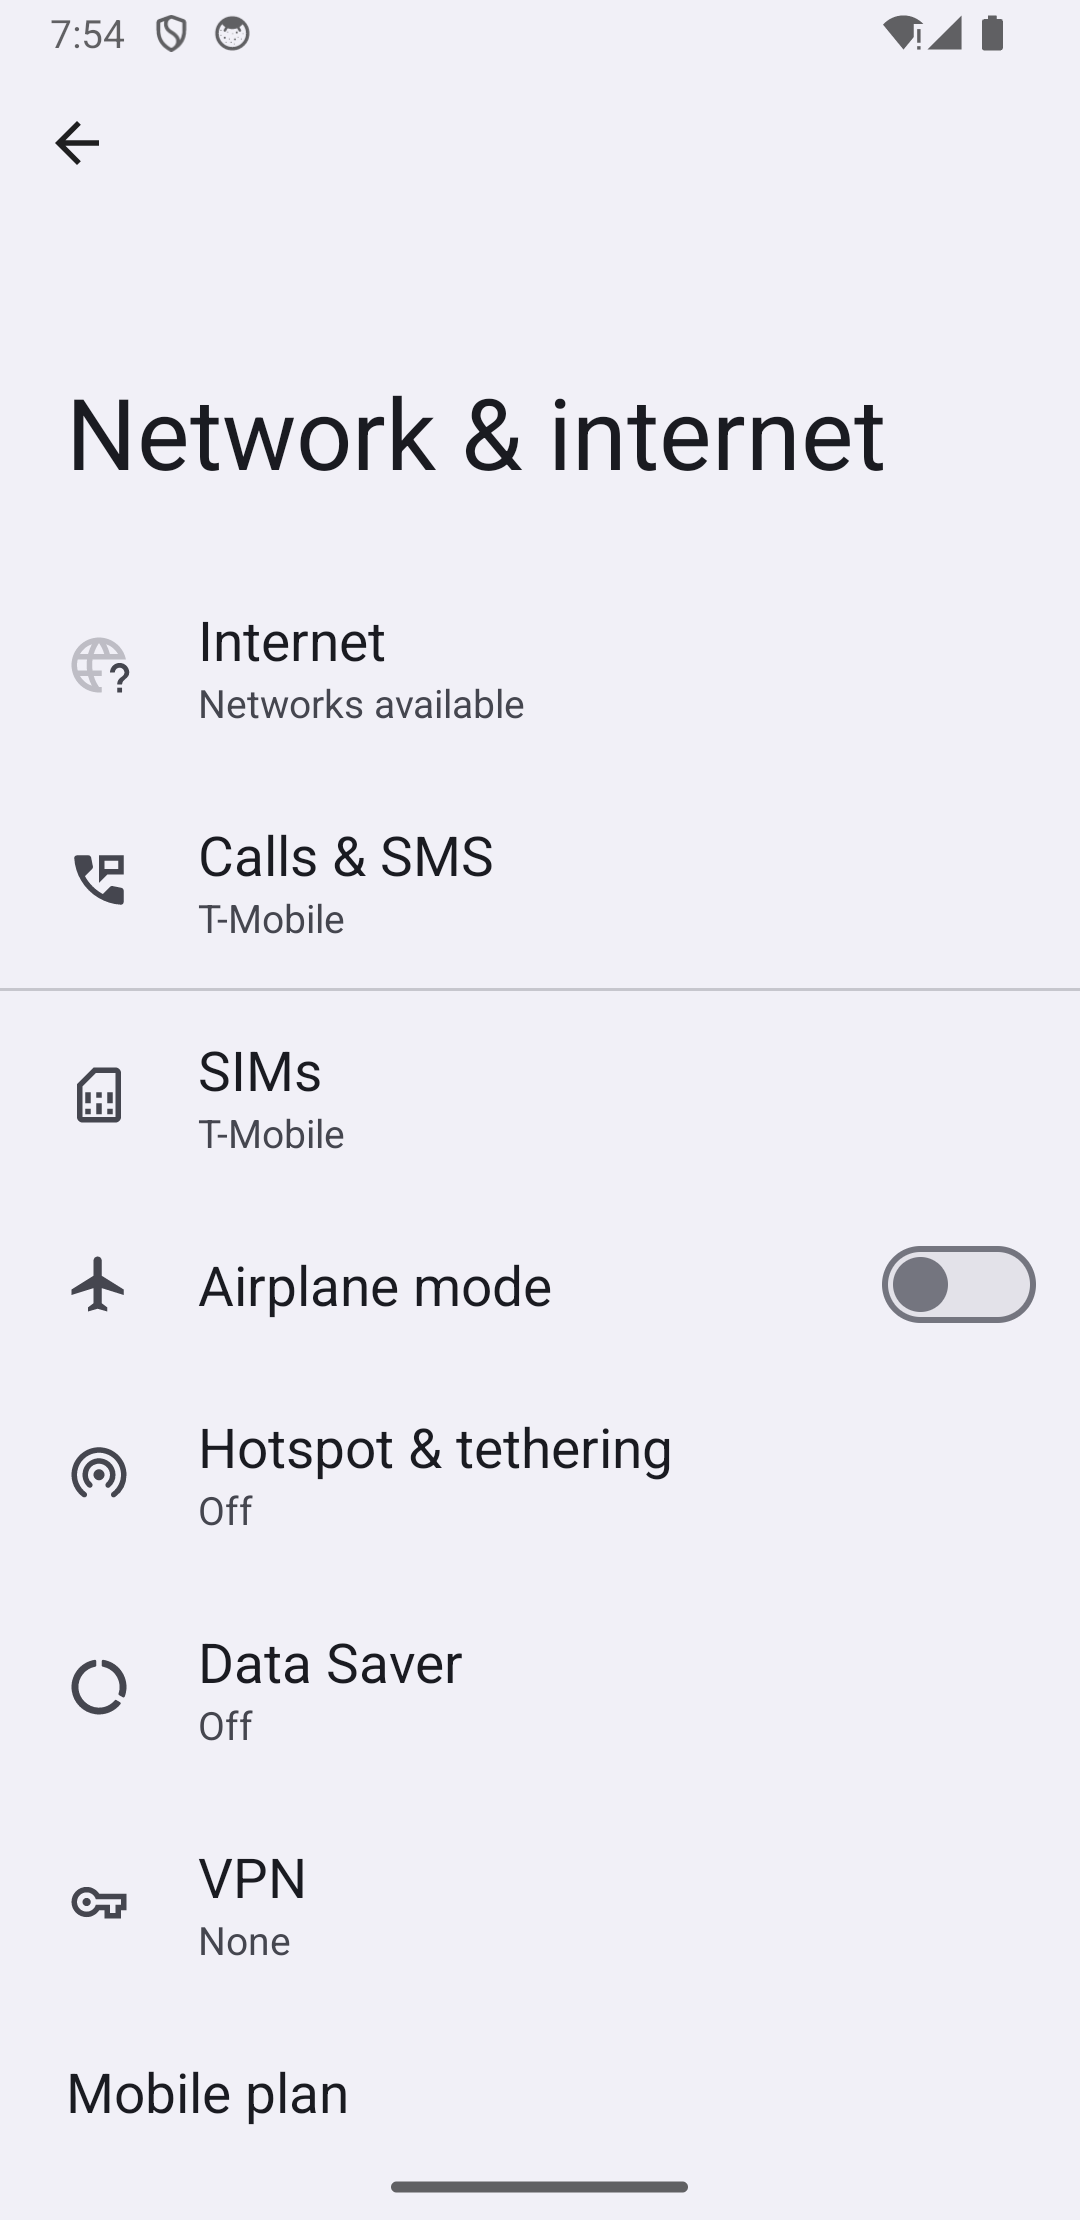 7:54
Network & internet
Internet
Networks available
Calls & SMS
T-Mobile
SIMs
T-Mobile
Airplane mode
Hotspot & tethering
Off
Data Saver
Off
VPN
None
Mobile plan